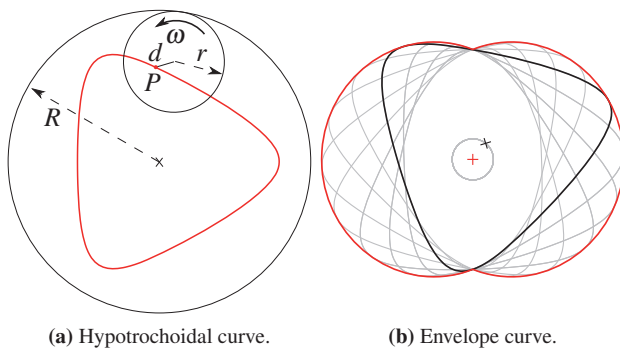 ω
d
r
P
R
(a) Hypotrochoidal curve.
(b) Envelope curve.